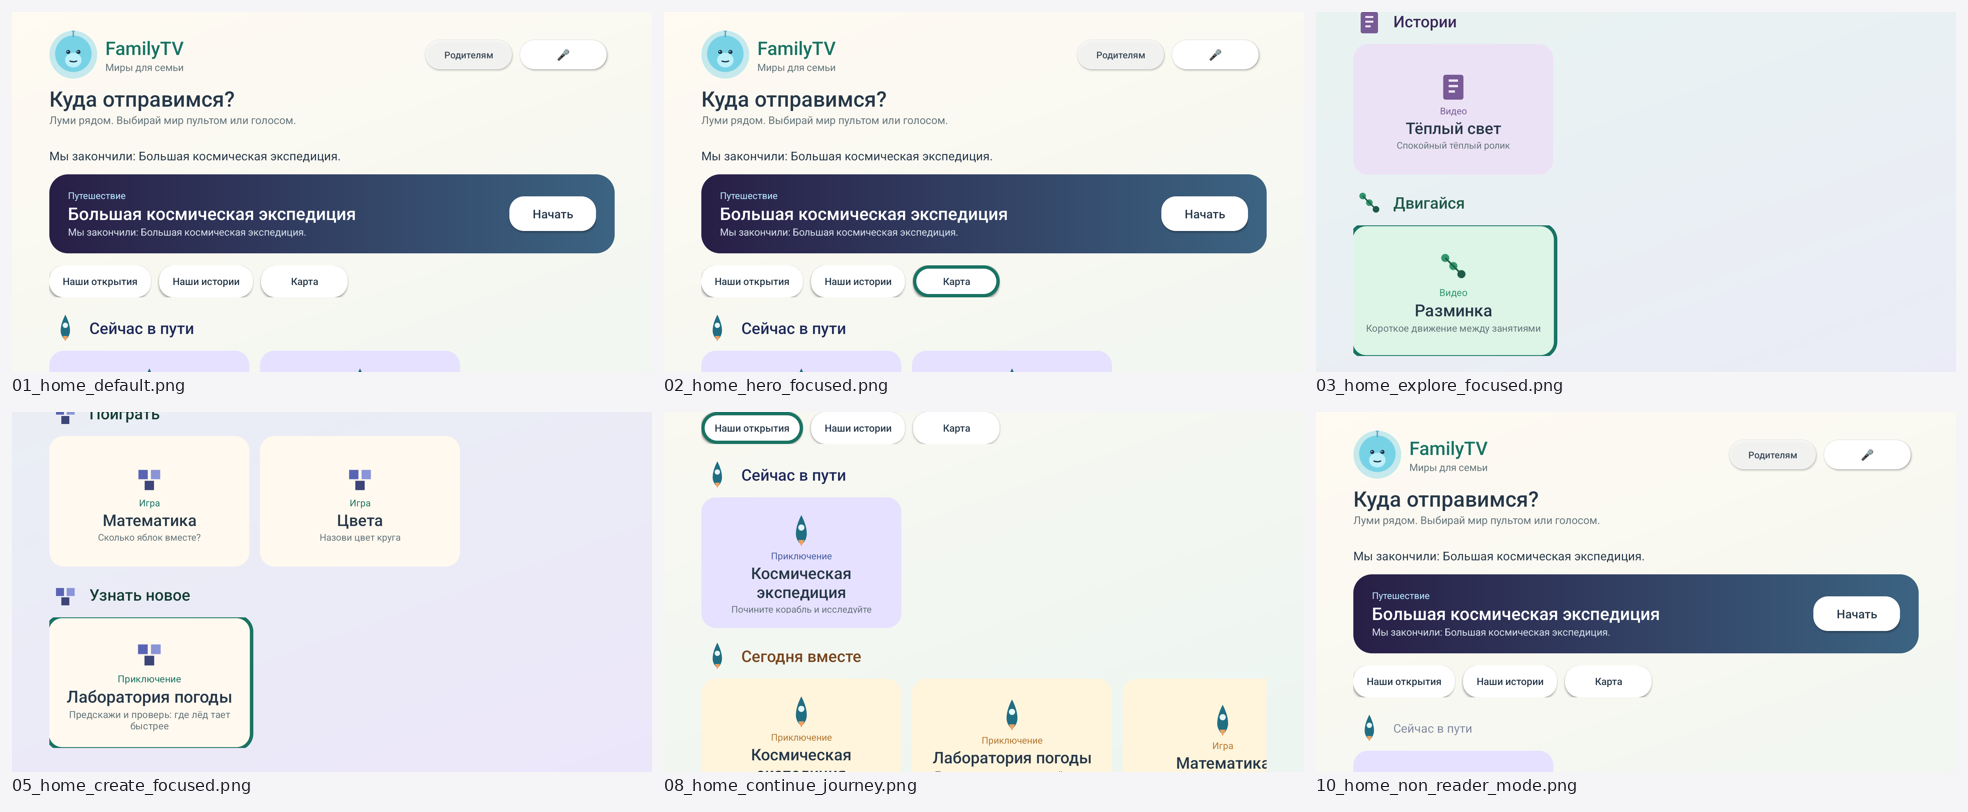 FamilyTV
Миры для семьи
Родителям
Куда отправимся?
Луми рядом. Выбирай мир пультом или голосом.
Мы закончили: Большая космическая экспедиция.
Путешествие
Большая космическая экспедиция
Мы закончили: Большая космическая экспедиция.
Начать
Наши открытия
Наши истории
Карта
Сейчас в пути
01_home_default.png
FamilyTV
Миры для семьи
Родителям
Куда отправимся?
Луми рядом. Выбирай мир пультом или голосом.
Мы закончили: Большая космическая экспедиция.
Путешествие
Большая космическая экспедиция
Мы закончили: Большая космическая экспедиция.
Начать
Наши открытия
Наши истории
Карта
Сейчас в пути
02_home_hero_focused.png
Истории
Видео
Тёплый свет
Спокойный тёплый ролик
Двигайся
Видео
Разминка
Короткое движение между занятиями
03_home_explore_focused.png
Поиграть
Игра
Математика
Сколько яблок вместе?
Игра
Цвета
Назови цвет круга
Узнать новое
Приключение
Лаборатория погоды
Предскажи и проверь: где лёд тает
быстрее
05_home_create_focused.png
Наши открытия
Наши истории
Карта
Сейчас в пути
Приключение
Космическая
экспедиция
Почините корабль и исследуйте
Сегодня вместе
Приключение
Космическая
экспедиция
Приключение
Лаборатория погоды
Игра
Математика
08_home_continue_journey.png
FamilyTV
Миры для семьи
Родителям
Куда отправимся?
Луми рядом. Выбирай мир пультом или голосом.
Мы закончили: Большая космическая экспедиция.
Путешествие
Большая космическая экспедиция
Мы закончили: Большая космическая экспедиция.
Начать
Наши открытия
Наши истории
Карта
Сейчас в пути
10_home_non_reader_mode.png